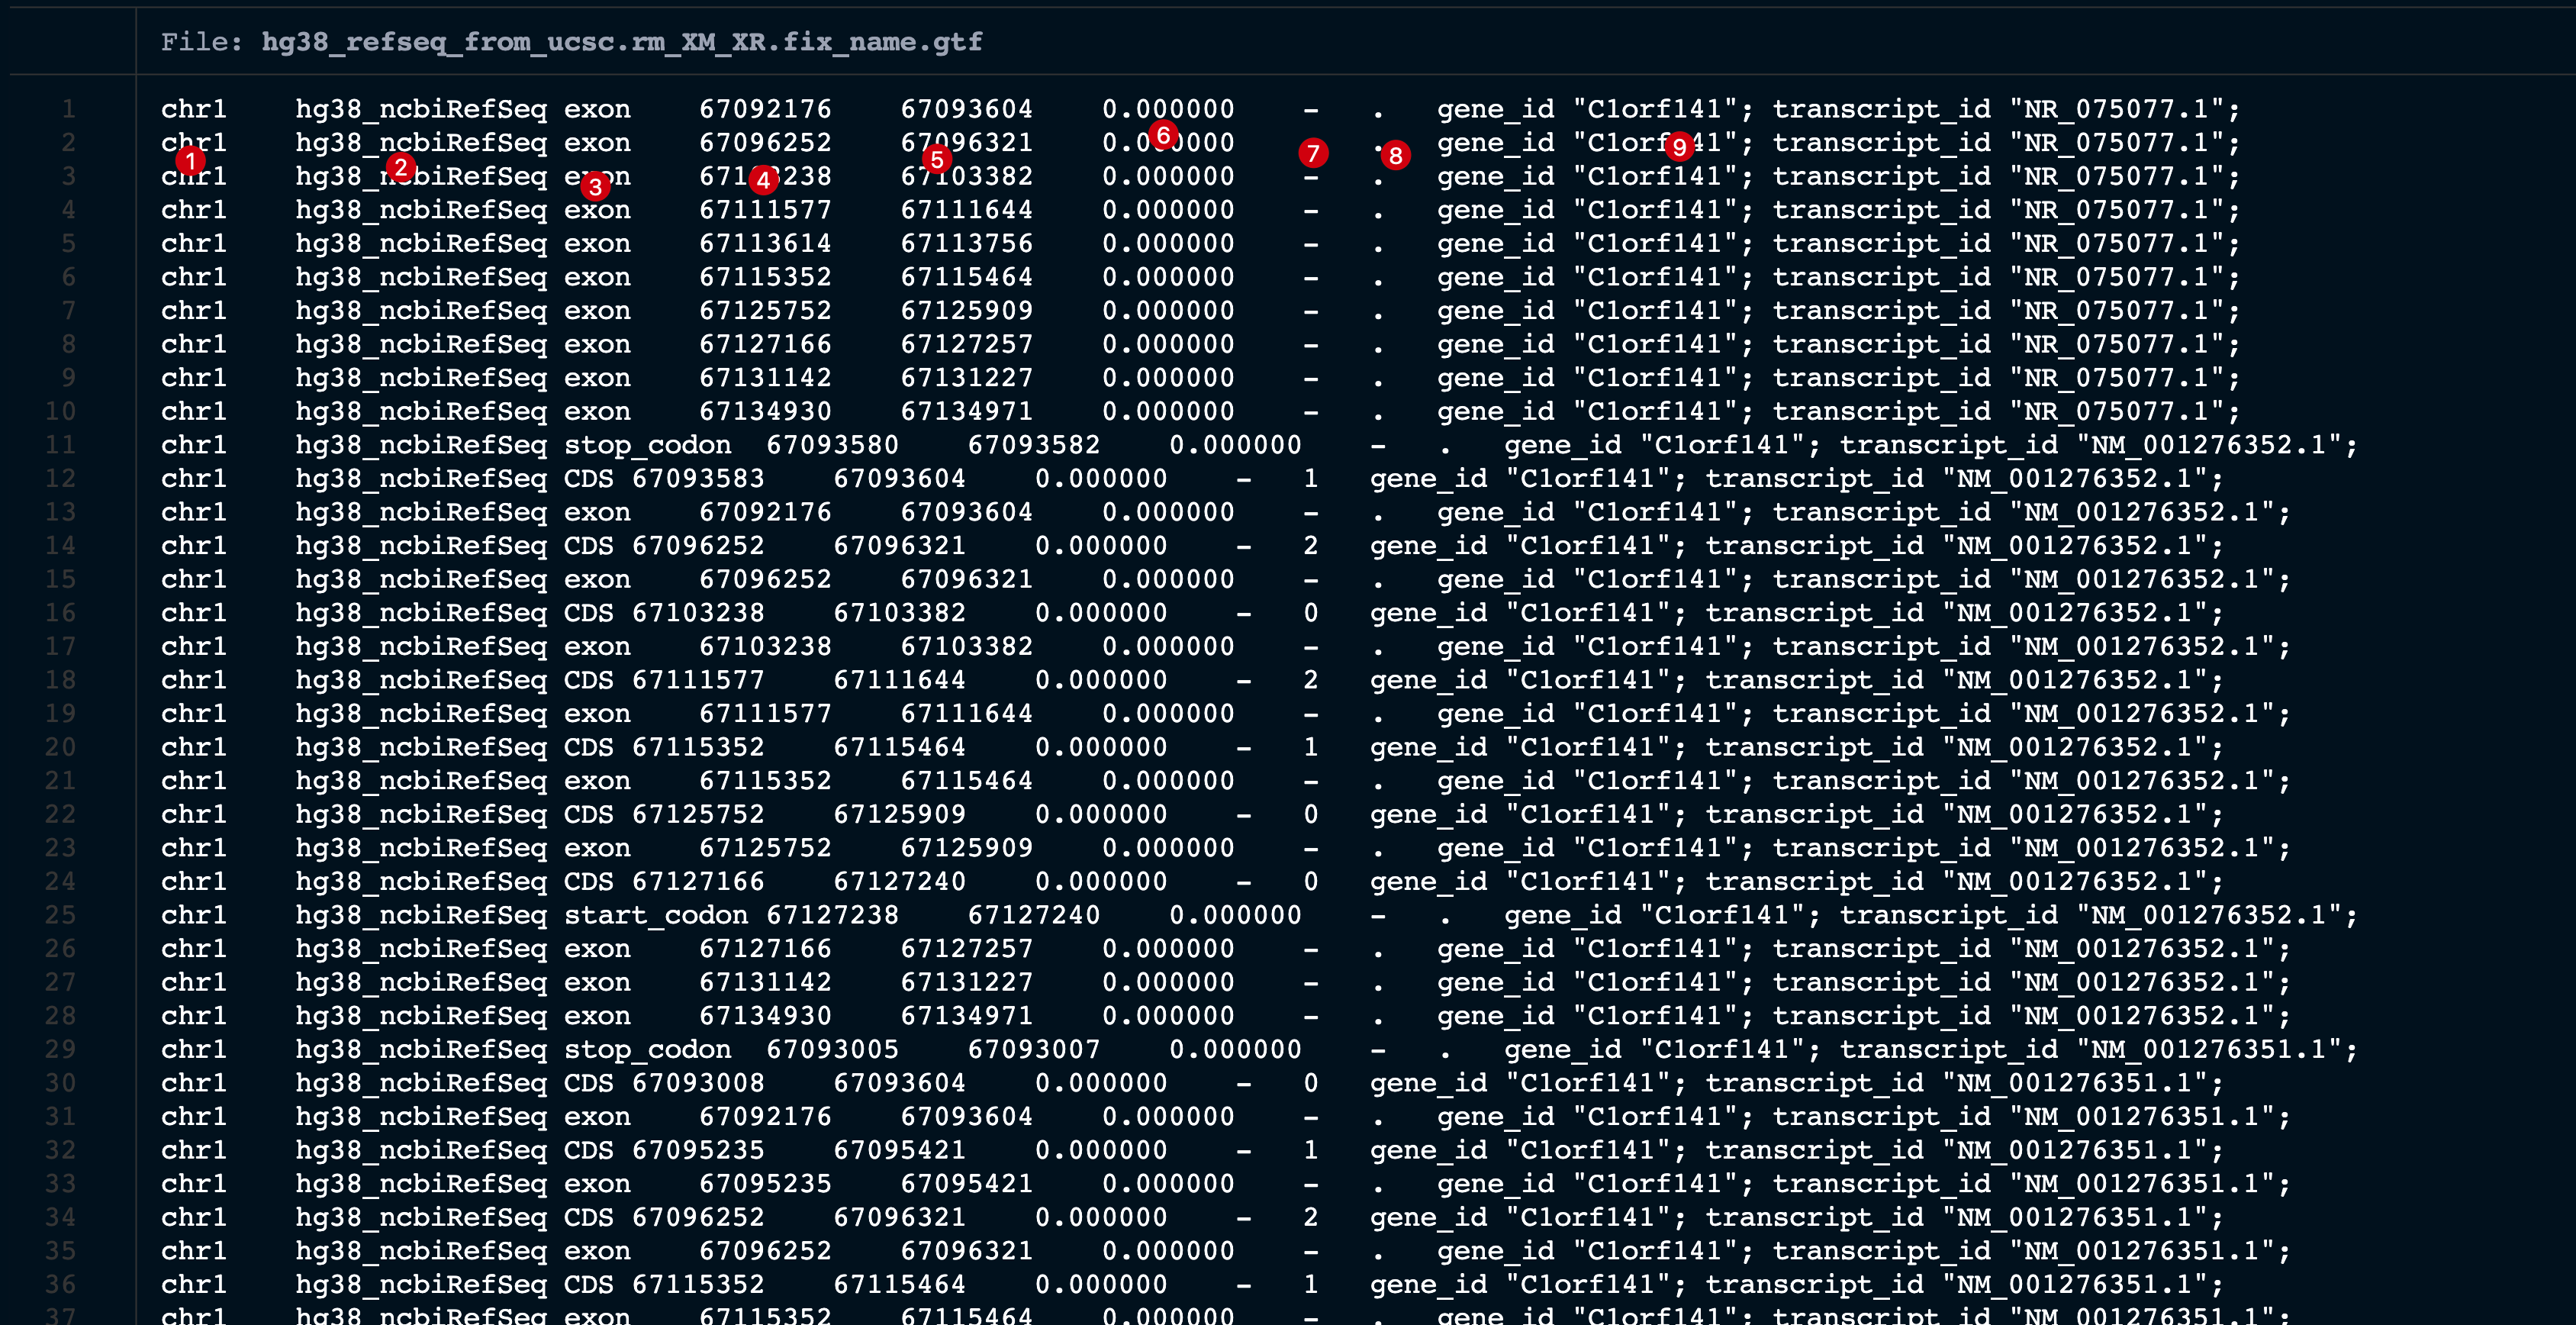 File: hg38_refseq_from_ucsc.rm_XM_XR.fix_name.gtf
1 chr1 hg38_ncbiRefSeq exon 67092176 67093604 0.000000 - . gene_id "C1orf141"; transcript_id "NR_075077.1";
2 chr1 hg38_ncbiRefSeq exon 67096252 67096321 0.000000 - . gene_id "C1orf141"; transcript_id "NR_075077.1";
1 2 3 4 5 6 7 8 9
3 chr1 hg38_ncbiRefSeq exon 67103238 67103382 0.000000 - . gene_id "C1orf141"; transcript_id "NR_075077.1";
4 chr1 hg38_ncbiRefSeq exon 67111577 67111644 0.000000 - . gene_id "C1orf141"; transcript_id "NR_075077.1";
5 chr1 hg38_ncbiRefSeq exon 67113614 67113756 0.000000 - . gene_id "C1orf141"; transcript_id "NR_075077.1";
6 chr1 hg38_ncbiRefSeq exon 67115352 67115464 0.000000 - . gene_id "C1orf141"; transcript_id "NR_075077.1";
7 chr1 hg38_ncbiRefSeq exon 67125752 67125909 0.000000 - . gene_id "C1orf141"; transcript_id "NR_075077.1";
8 chr1 hg38_ncbiRefSeq exon 67127166 67127257 0.000000 - . gene_id "C1orf141"; transcript_id "NR_075077.1";
9 chr1 hg38_ncbiRefSeq exon 67131142 67131227 0.000000 - . gene_id "C1orf141"; transcript_id "NR_075077.1";
10 chr1 hg38_ncbiRefSeq exon 67134930 67134971 0.000000 - . gene_id "C1orf141"; transcript_id "NR_075077.1";
11 chr1 hg38_ncbiRefSeq stop_codon 67093580 67093582 0.000000 - . gene_id "C1orf141"; transcript_id "NM_001276352.1";
12 chr1 hg38_ncbiRefSeq CDS 67093583 67093604 0.000000 - 1 gene_id "C1orf141"; transcript_id "NM_001276352.1";
13 chr1 hg38_ncbiRefSeq exon 67092176 67093604 0.000000 - . gene_id "C1orf141"; transcript_id "NM_001276352.1";
14 chr1 hg38_ncbiRefSeq CDS 67096252 67096321 0.000000 - 2 gene_id "C1orf141"; transcript_id "NM_001276352.1";
15 chr1 hg38_ncbiRefSeq exon 67096252 67096321 0.000000 - . gene_id "C1orf141"; transcript_id "NM_001276352.1";
16 chr1 hg38_ncbiRefSeq CDS 67103238 67103382 0.000000 - 0 gene_id "C1orf141"; transcript_id "NM_001276352.1";
17 chr1 hg38_ncbiRefSeq exon 67103238 67103382 0.000000 - . gene_id "C1orf141"; transcript_id "NM_001276352.1";
18 chr1 hg38_ncbiRefSeq CDS 67111577 67111644 0.000000 - 2 gene_id "C1orf141"; transcript_id "NM_001276352.1";
19 chr1 hg38_ncbiRefSeq exon 67111577 67111644 0.000000 - . gene_id "C1orf141"; transcript_id "NM_001276352.1";
20 chr1 hg38_ncbiRefSeq CDS 67115352 67115464 0.000000 - 1 gene_id "C1orf141"; transcript_id "NM_001276352.1";
21 chr1 hg38_ncbiRefSeq exon 67115352 67115464 0.000000 - . gene_id "C1orf141"; transcript_id "NM_001276352.1";
22 chr1 hg38_ncbiRefSeq CDS 67125752 67125909 0.000000 - 0 gene_id "C1orf141"; transcript_id "NM_001276352.1";
23 chr1 hg38_ncbiRefSeq exon 67125752 67125909 0.000000 - . gene_id "C1orf141"; transcript_id "NM_001276352.1";
24 chr1 hg38_ncbiRefSeq CDS 67127166 67127240 0.000000 - 0 gene_id "C1orf141"; transcript_id "NM_001276352.1";
25 chr1 hg38_ncbiRefSeq start_codon 67127238 67127240 0.000000 - . gene_id "C1orf141"; transcript_id "NM_001276352.1";
26 chr1 hg38_ncbiRefSeq exon 67127166 67127257 0.000000 - . gene_id "C1orf141"; transcript_id "NM_001276352.1";
27 chr1 hg38_ncbiRefSeq exon 67131142 67131227 0.000000 - . gene_id "C1orf141"; transcript_id "NM_001276352.1";
28 chr1 hg38_ncbiRefSeq exon 67134930 67134971 0.000000 - . gene_id "C1orf141"; transcript_id "NM_001276352.1";
29 chr1 hg38_ncbiRefSeq stop_codon 67093005 67093007 0.000000 - . gene_id "C1orf141"; transcript_id "NM_001276351.1";
30 chr1 hg38_ncbiRefSeq CDS 67093008 67093604 0.000000 - 0 gene_id "C1orf141"; transcript_id "NM_001276351.1";
31 chr1 hg38_ncbiRefSeq exon 67092176 67093604 0.000000 - . gene_id "C1orf141"; transcript_id "NM_001276351.1";
32 chr1 hg38_ncbiRefSeq CDS 67095235 67095421 0.000000 - 1 gene_id "C1orf141"; transcript_id "NM_001276351.1";
33 chr1 hg38_ncbiRefSeq exon 67095235 67095421 0.000000 - . gene_id "C1orf141"; transcript_id "NM_001276351.1";
34 chr1 hg38_ncbiRefSeq CDS 67096252 67096321 0.000000 - 2 gene_id "C1orf141"; transcript_id "NM_001276351.1";
35 chr1 hg38_ncbiRefSeq exon 67096252 67096321 0.000000 - . gene_id "C1orf141"; transcript_id "NM_001276351.1";
36 chr1 hg38_ncbiRefSeq CDS 67115352 67115464 0.000000 - 1 gene_id "C1orf141"; transcript_id "NM_001276351.1";
37 chr1 hg38_ncbiRefSeq exon 67115352 67115464 0.000000 - . gene_id "C1orf141"; transcript_id "NM_001276351.1";